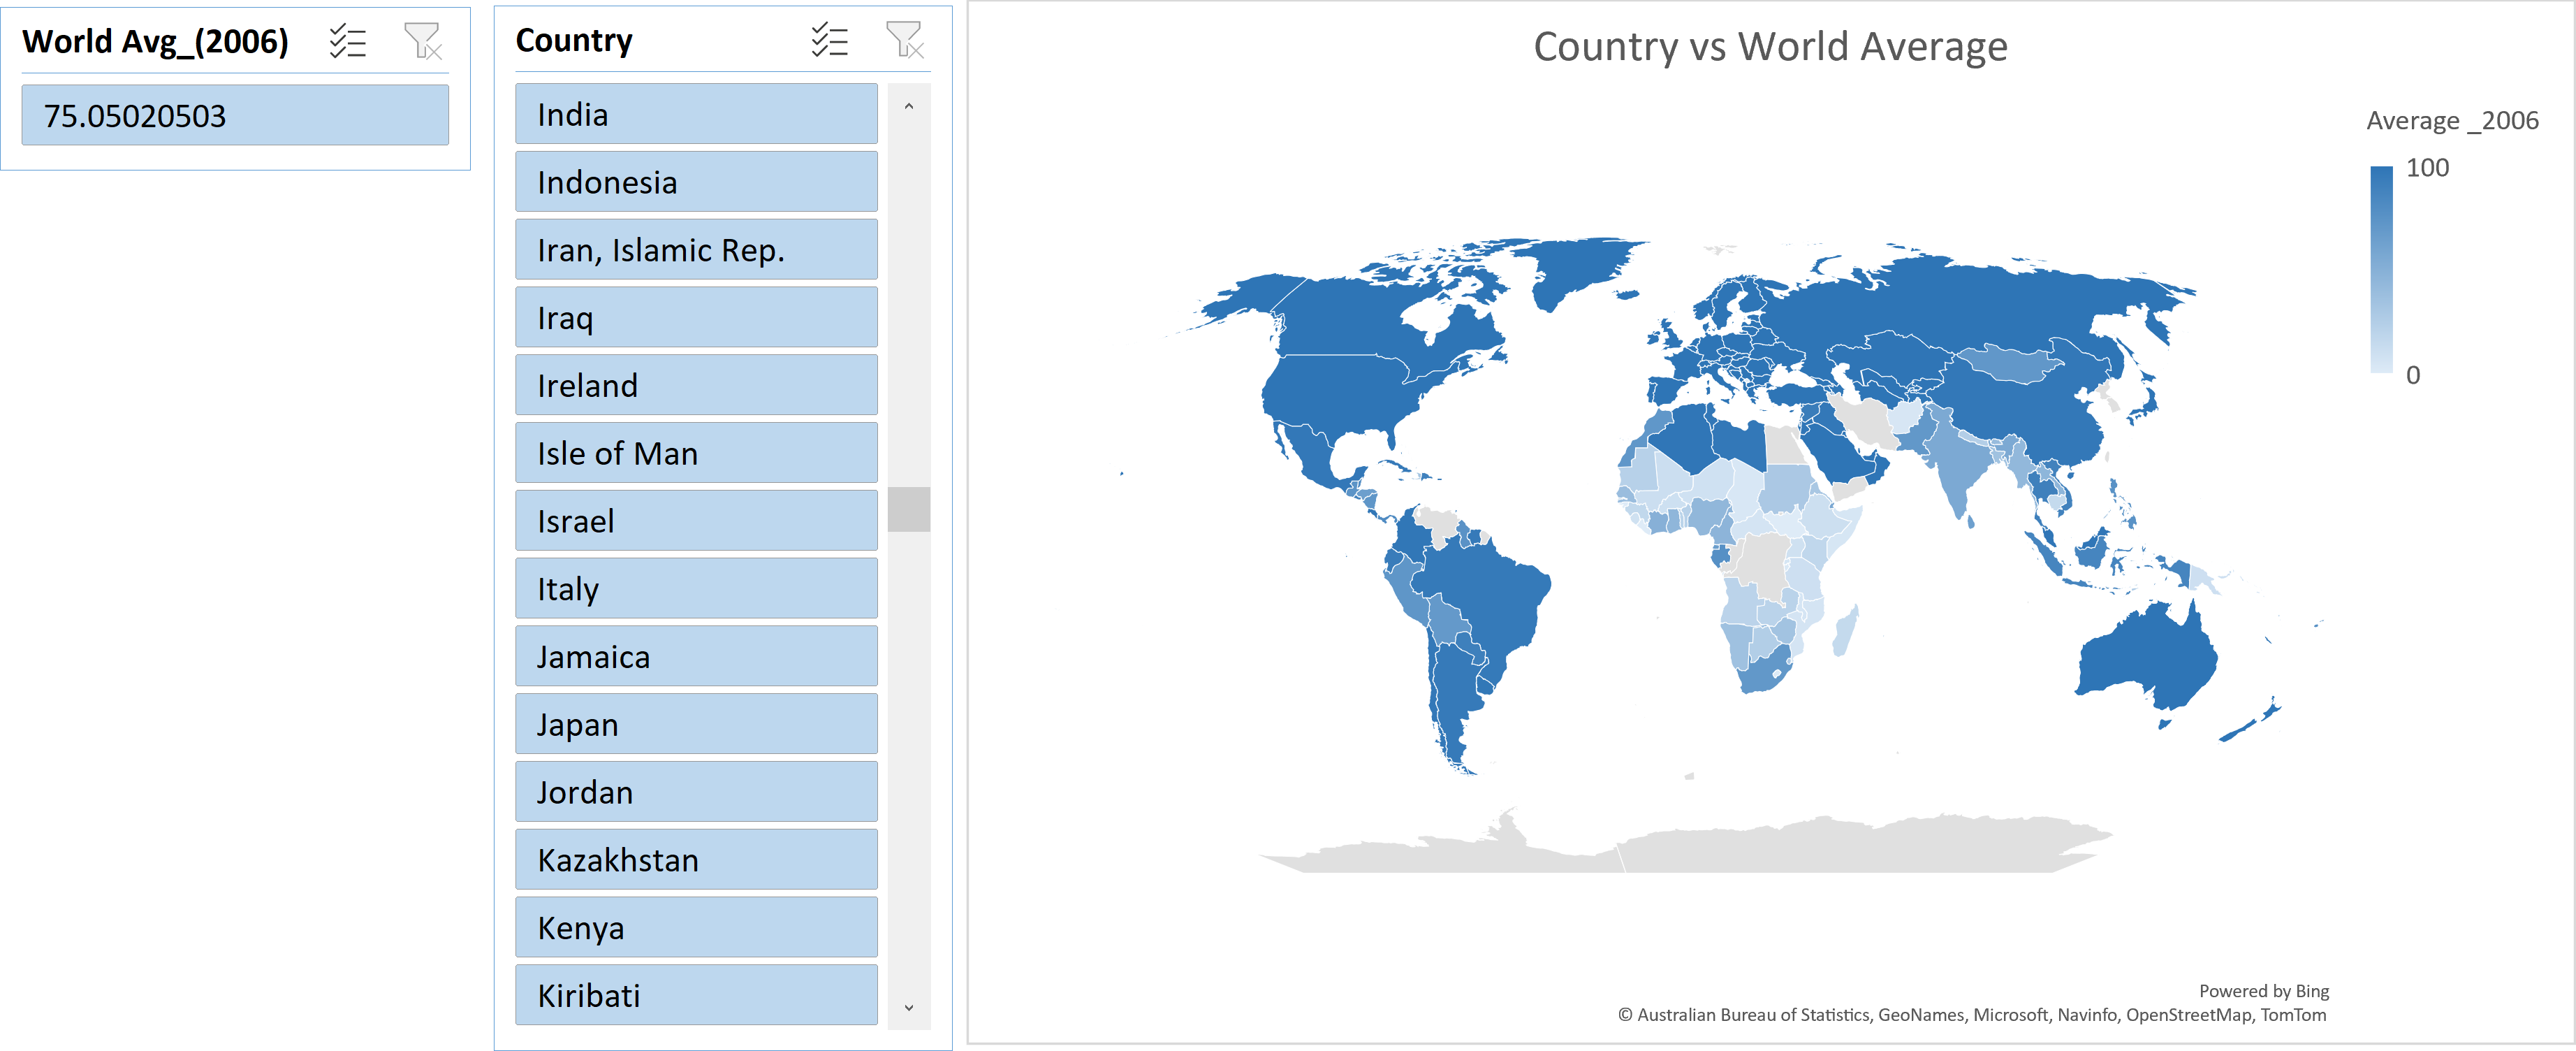 World Avg_(2006)
75.05020503
Country
India
Indonesia
Iran, Islamic Rep.
Iraq
Ireland
Isle of Man
Israel
Italy
Jamaica
Japan
Jordan
Kazakhstan
Kenya
Kiribati
Country vs World Average
Average _2006
100
0
Powered by Bing
© Australian Bureau of Statistics, GeoNames, Microsoft, Navinfo, OpenStreetMap, TomTom